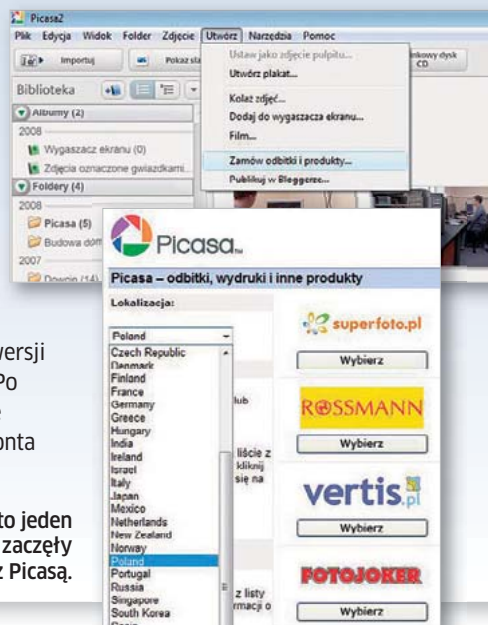 Picasa2
Plik Edycja Widok Folder Zdjęcie Utwórz Narzędzia Pomoc
Importuj
Pokaz
CD
Ustaw jako zdjęcie pulpitu...
Utwórz plakat...
Kolaż zdjęć...
Dodaj do wygaszacza ekranu...
Film...
Zamów odbitki i produkty...
Publikuj w Bloggerze...
Biblioteka
Albumy (2)
2008
Wygaszacz ekranu (0)
Zdjęcia oznaczone gwiazdkami...
Foldery (4)
2008
Picasa (5)
Budowa dom
2007
(14)
Picasa™
Picasa – odbitki, wydruki i inne produkty
Lokalizacja:
Poland
Czech Republic
Denmark
Finland
France
Germany
Greece
Hungary
India
Ireland
Israel
Italy
Japan
Mexico
Netherlands
New Zealand
Norway
Poland
Portugal
Russia
Singapore
South Korea
lub
liście z
kliknij
się na
z listy
rmacji o
superfoto.pl
Wybierz
ROSSMANN
Wybierz
vertis.pl
Wybierz
FOTOJOKER
Wybierz
wersji
Po
onta
to jeden
zaczęły
z Picasą.